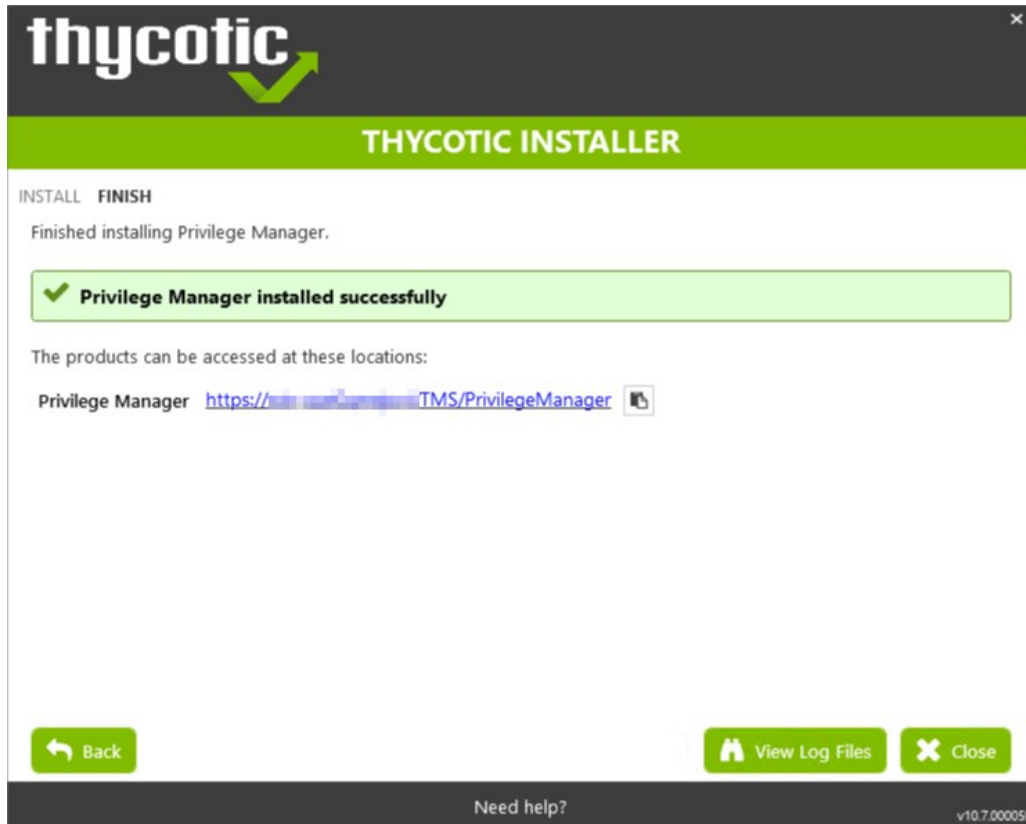 thycotic
THYCOTIC INSTALLER
INSTALL FINISH
Finished installing Privilege Manager.
Privilege Manager installed successfully
The products can be accessed at these locations:
Privilege Manager https:// TMS/PrivilegeManager
Back
View Log Files
Close
Need help?